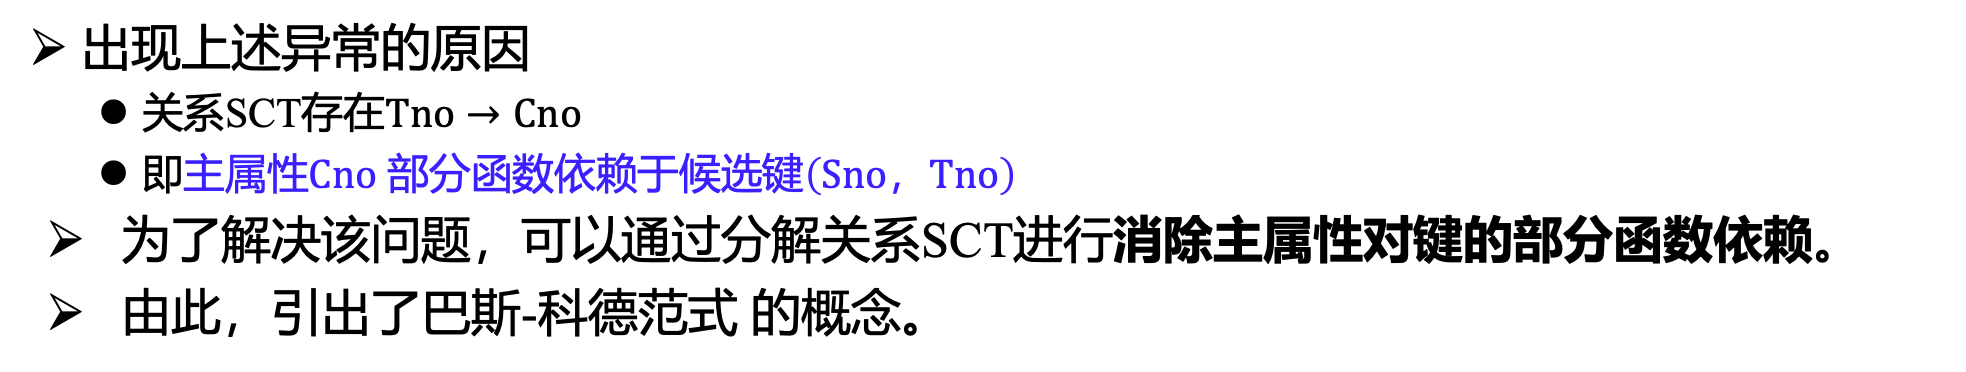 ➢ 出现上述异常的原因
● 关系SCT存在Tno → Cno
● 即主属性Cno 部分函数依赖于候选键(Sno，Tno)
➢ 为了解决该问题，可以通过分解关系SCT进行消除主属性对键的部分函数依赖。
➢ 由此，引出了巴斯-科德范式 的概念。